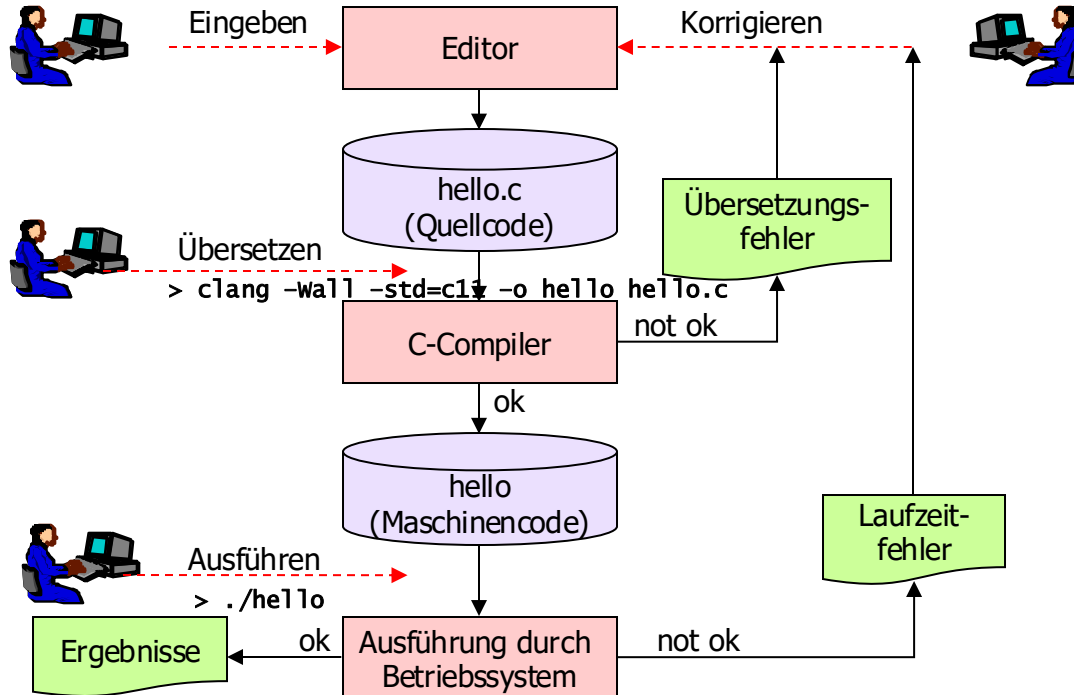 Eingeben
Editor
Korrigieren
hello.c
(Quellcode)
Übersetzungs-
fehler
Übersetzen
> clang –Wall –std=c11 –o hello hello.c
C-Compiler
not ok
ok
hello
(Maschinencode)
Laufzeit-
fehler
Ausführen
> ./hello
Ergebnisse
ok
Ausführung durch
Betriebssystem
not ok